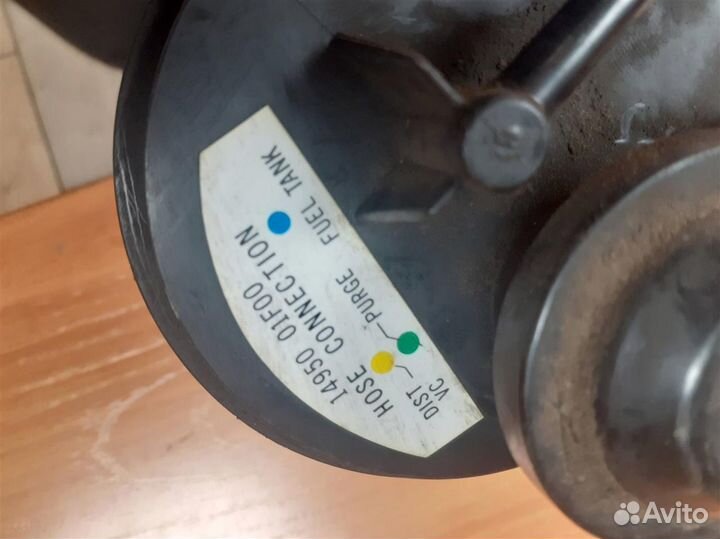 14950 01F00
HOSE CONNECTION
DIST
VC
PURGE
FUEL TANK
Avito